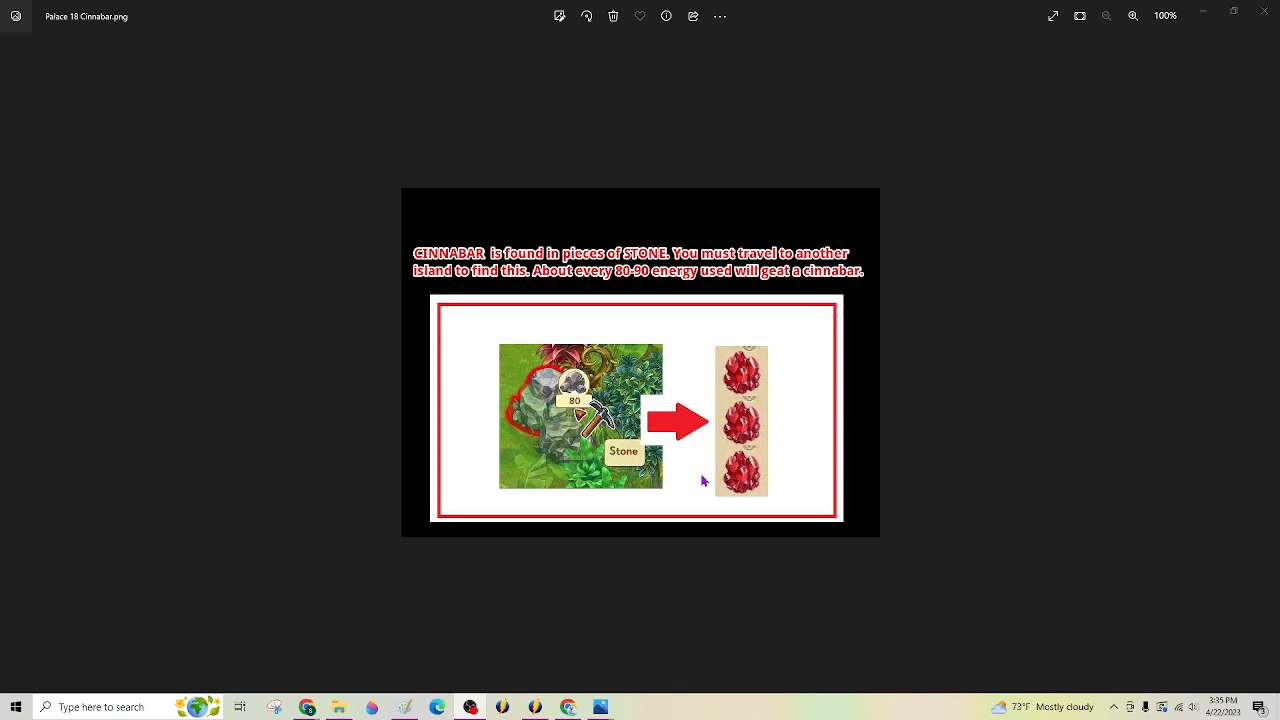 Palace 18 Cinnabar.png
100%
CINNABAR is found in pieces of STONE. You must travel to another
island to find this. About every 80-90 energy used will geat a cinnabar.
80
Stone
Type here to search
73°F Mostly cloudy
3:35 PM
4/22/2023